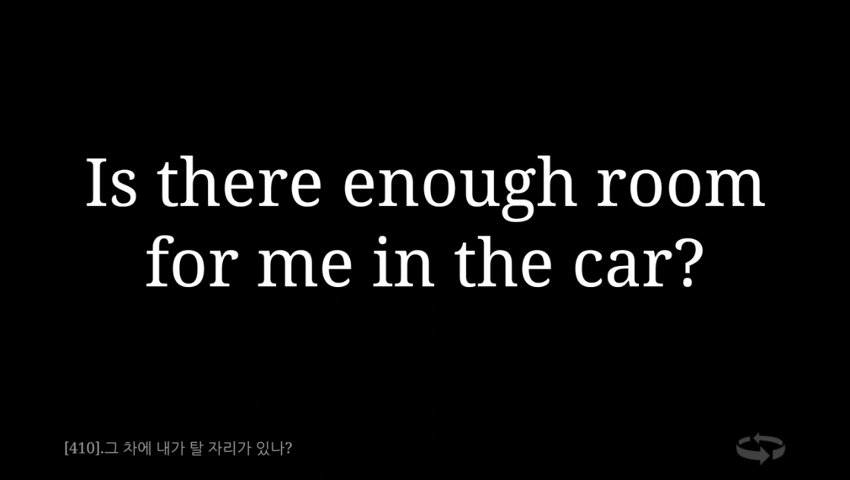 Is there enough room
for me in the car?
[410].그 차에 내가 탈 자리가 있나?